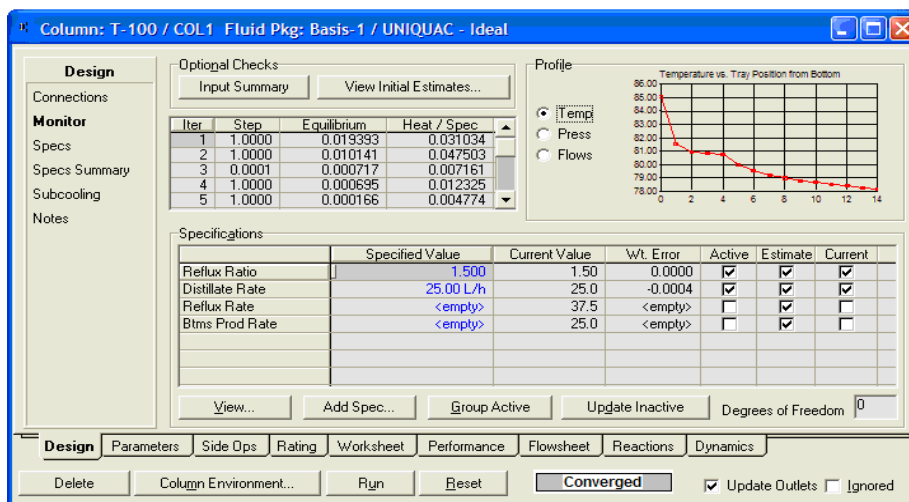 Column: T-100 / COL1 Fluid Pkg: Basis-1 / UNIQUAC - Ideal
Design
Connections
Monitor
Specs
Specs Summary
Subcooling
Notes
Optional Checks
Input Summary
View Initial Estimates...
Iter Step Equilibrium Heat / Spec
1 1.0000 0.019393 0.031034
2 1.0000 0.010141 0.047503
3 0.0001 0.000717 0.007161
4 1.0000 0.000695 0.012325
5 1.0000 0.000166 0.004774
Profile
Temp
Press
Flows
Temperature vs. Tray Position from Bottom
86.00
85.00
84.00
83.00
82.00
81.00
80.00
79.00
78.00
0 2 4 6 8 10 12 14
Specifications
Specified Value Current Value Wt. Error Active Estimate Current
Reflux Ratio 1.500 1.50 0.0000
Distillate Rate 25.00 L/h 25.0 -0.0004
Reflux Rate <empty> 37.5 <empty>
Btms Prod Rate <empty> 25.0 <empty>
View... Add Spec... Group Active Update Inactive Degrees of Freedom 0
Design Parameters Side Ops Rating Worksheet Performance Flowsheet Reactions Dynamics
Delete Column Environment... Run Reset Converged Update Outlets Ignored